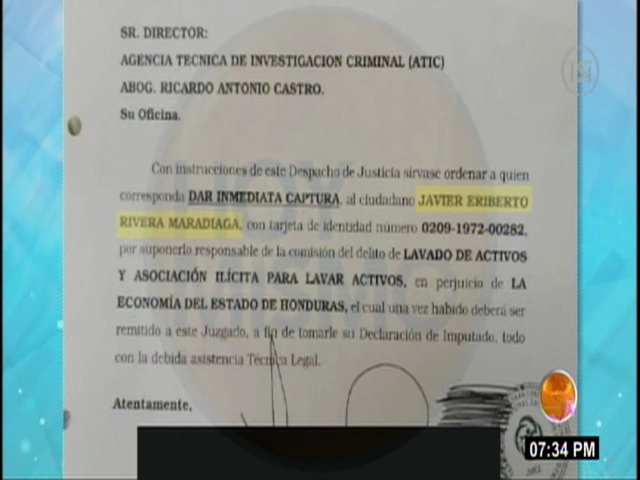 SR. DIRECTOR:
AGENCIA TECNICA DE INVESTIGACION CRIMINAL (ATIC)
ABOG. RICARDO ANTONIO CASTRO.
Su Oficina.
Con instrucciones de este Despacho de Justicia sírvase ordenar a quien
corresponda DAR INMEDIATA CAPTURA, al ciudadano JAVIER ERIBERTO
RIVERA MARADIAGA, con tarjeta de identidad número 0209-1972-00282,
por suponerlo responsable de la comisión del delito de LAVADO DE ACTIVOS
Y ASOCIACIÓN ILÍCITA PARA LAVAR ACTIVOS, en perjuicio de LA
ECONOMÍA DEL ESTADO DE HONDURAS, el cual una vez habido deberá ser
remitido a este Juzgado, a fin de tomarle su Declaración de Imputado, todo
con la debida asistencia Técnica Legal.
Atentamente,
07:34 PM